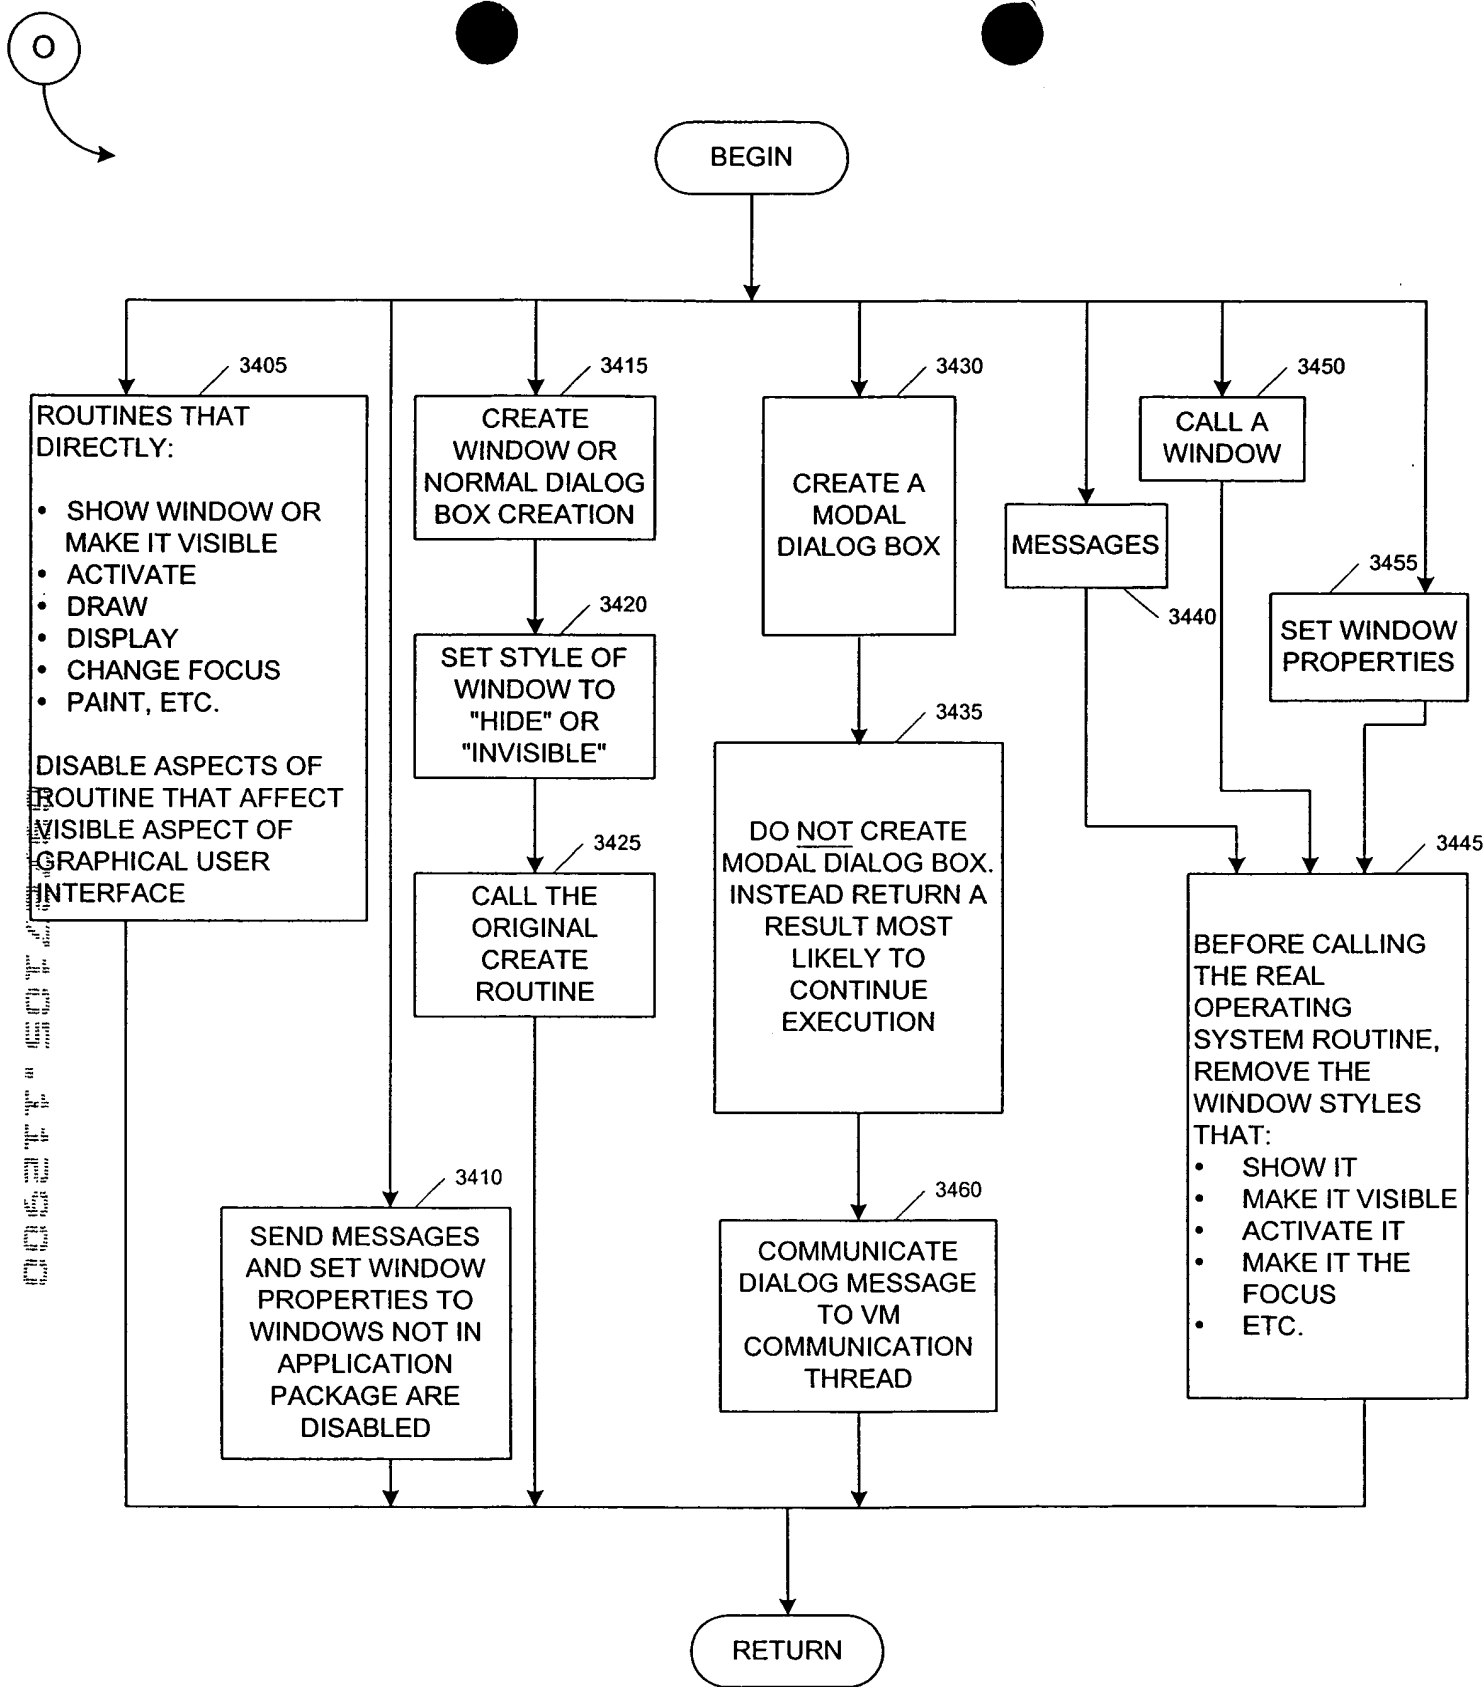 O
BEGIN
3405
ROUTINES THAT
DIRECTLY:
• SHOW WINDOW OR
MAKE IT VISIBLE
• ACTIVATE
• DRAW
• DISPLAY
• CHANGE FOCUS
• PAINT, ETC.
DISABLE ASPECTS OF
ROUTINE THAT AFFECT
VISIBLE ASPECT OF
GRAPHICAL USER
INTERFACE
3410
SEND MESSAGES
AND SET WINDOW
PROPERTIES TO
WINDOWS NOT IN
APPLICATION
PACKAGE ARE
DISABLED
3415
CREATE
WINDOW OR
NORMAL DIALOG
BOX CREATION
3420
SET STYLE OF
WINDOW TO
"HIDE" OR
"INVISIBLE"
3425
CALL THE
ORIGINAL
CREATE
ROUTINE
3430
CREATE A
MODAL
DIALOG BOX
3435
DO NOT CREATE
MODAL DIALOG BOX.
INSTEAD RETURN A
RESULT MOST
LIKELY TO
CONTINUE
EXECUTION
3460
COMMUNICATE
DIALOG MESSAGE
TO VM
COMMUNICATION
THREAD
MESSAGES
3440
3450
CALL A
WINDOW
3455
SET WINDOW
PROPERTIES
3445
BEFORE CALLING
THE REAL
OPERATING
SYSTEM ROUTINE,
REMOVE THE
WINDOW STYLES
THAT:
• SHOW IT
• MAKE IT VISIBLE
• ACTIVATE IT
• MAKE IT THE
FOCUS
• ETC.
RETURN